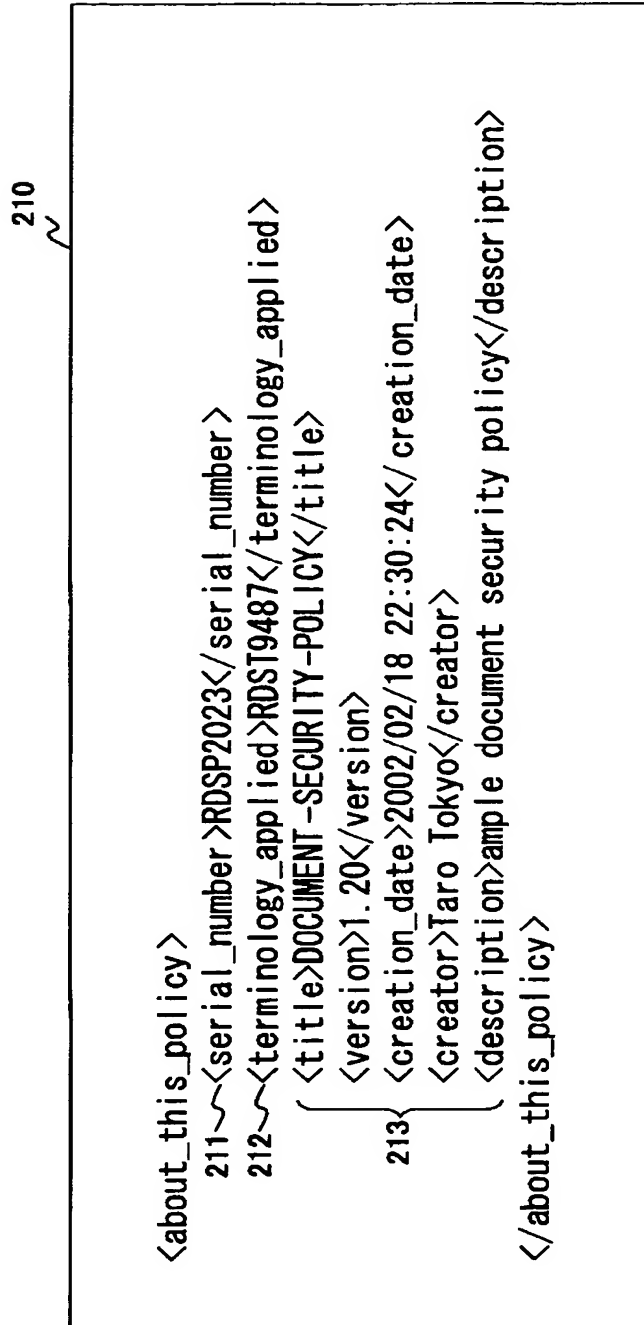 210
<about_this_policy>
211 <serial_number>RDSP2023</serial_number>
212 <terminology_applied>RDST9487</terminology_applied>
<title>DOCUMENT-SECURITY-POLICY</title>
<version>1.20</version>
213 <creation_date>2002/02/18 22:30:24</creation_date>
<creator>Taro Tokyo</creator>
<description>ample document security policy</description>
</about_this_policy>